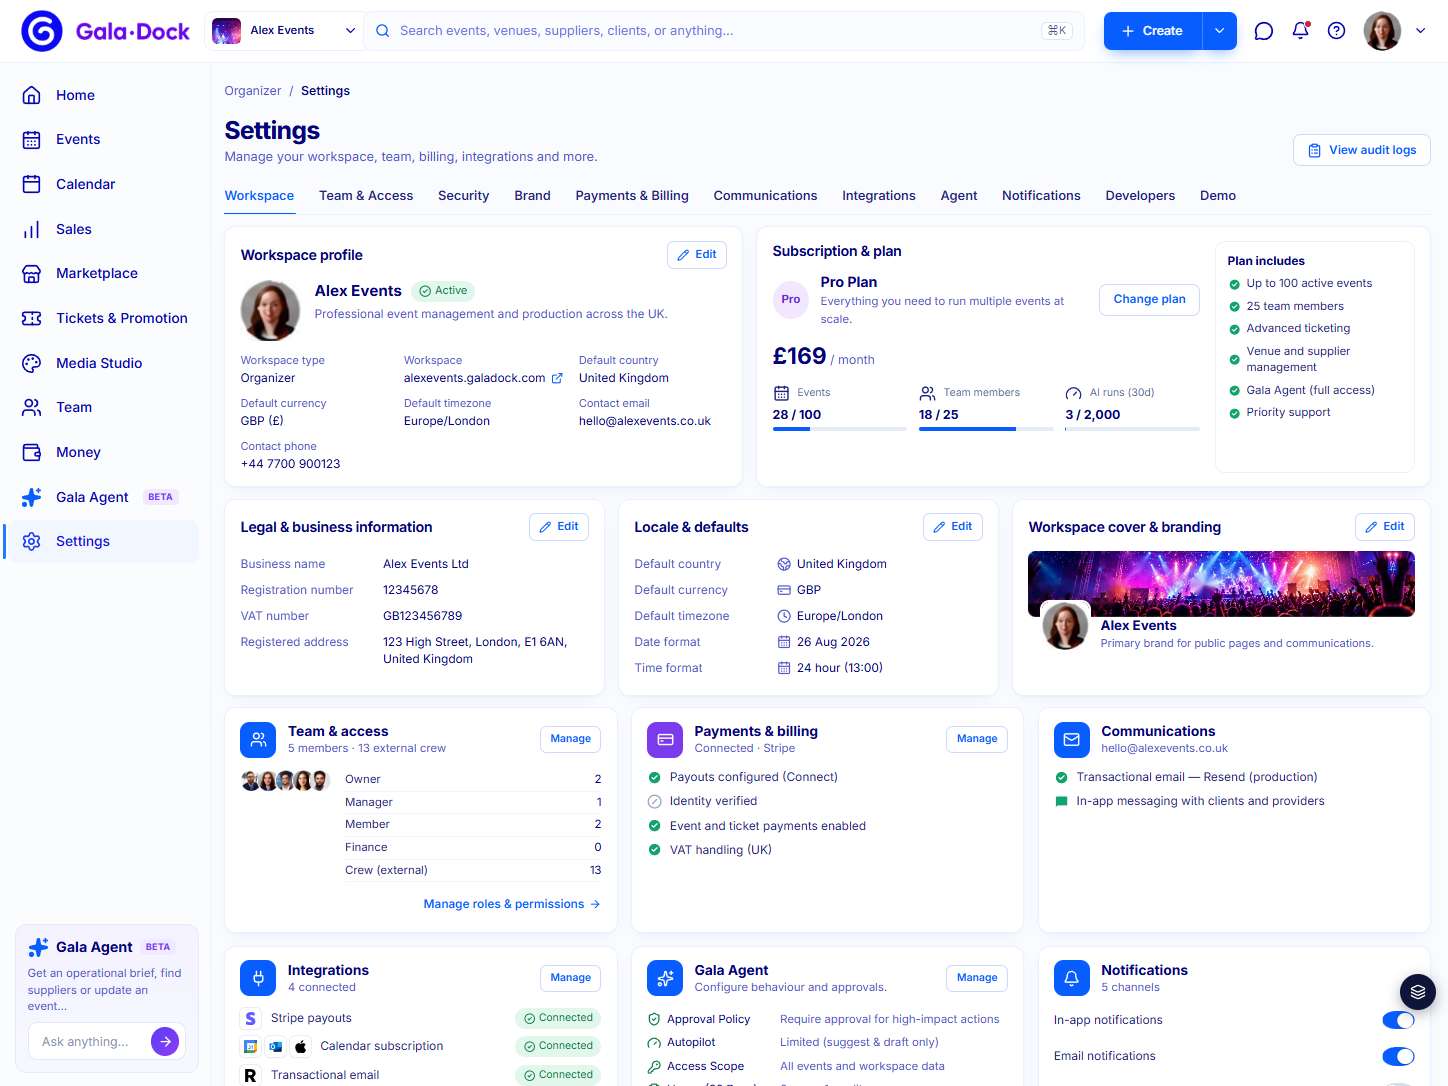 Gala·Dock
Alex Events
Search events, venues, suppliers, clients, or anything...
⌘K
Create
Home
Events
Calendar
Sales
Marketplace
Tickets & Promotion
Media Studio
Team
Money
Gala Agent BETA
Settings
Gala Agent BETA
Get an operational brief, find
suppliers or update an
event...
Ask anything...
Organizer / Settings
Settings
Manage your workspace, team, billing, integrations and more.
View audit logs
Workspace Team & Access Security Brand Payments & Billing Communications Integrations Agent Notifications Developers Demo
Workspace profile
Edit
Alex Events Active
Professional event management and production across the UK.
Workspace type
Organizer
Workspace
alexevents.galadock.com
Default country
United Kingdom
Default currency
GBP (£)
Default timezone
Europe/London
Contact email
hello@alexevents.co.uk
Contact phone
+44 7700 900123
Subscription & plan
Pro
Pro Plan
Everything you need to run multiple events at
scale.
Change plan
£169 / month
Events
28 / 100
Team members
18 / 25
AI runs (30d)
3 / 2,000
Plan includes
Up to 100 active events
25 team members
Advanced ticketing
Venue and supplier
management
Gala Agent (full access)
Priority support
Legal & business information
Edit
Business name Alex Events Ltd
Registration number 12345678
VAT number GB123456789
Registered address 123 High Street, London, E1 6AN,
United Kingdom
Locale & defaults
Edit
Default country United Kingdom
Default currency GBP
Default timezone Europe/London
Date format 26 Aug 2026
Time format 24 hour (13:00)
Workspace cover & branding
Edit
Alex Events
Primary brand for public pages and communications.
Team & access
5 members · 13 external crew
Manage
Owner 2
Manager 1
Member 2
Finance 0
Crew (external) 13
Manage roles & permissions →
Payments & billing
Connected · Stripe
Manage
Payouts configured (Connect)
Identity verified
Event and ticket payments enabled
VAT handling (UK)
Communications
hello@alexevents.co.uk
Transactional email — Resend (production)
In-app messaging with clients and providers
Integrations
4 connected
Manage
S Stripe payouts Connected
Calendar subscription Connected
R Transactional email Connected
Gala Agent
Configure behaviour and approvals.
Manage
Approval Policy Require approval for high-impact actions
Autopilot Limited (suggest & draft only)
Access Scope All events and workspace data
Notifications
5 channels
In-app notifications
Email notifications